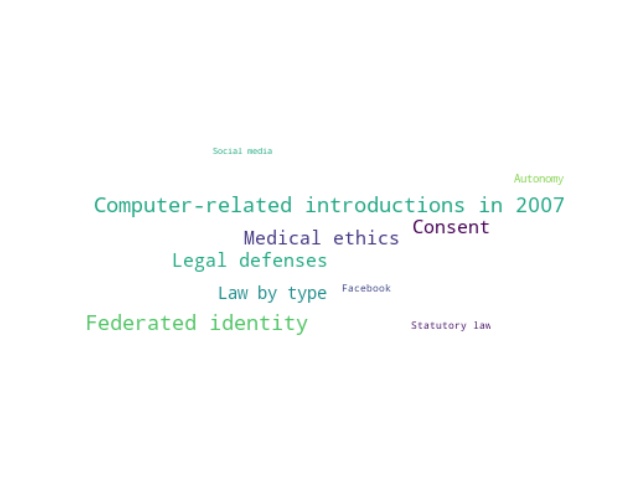 Social media
Autonomy
Computer-related introductions in 2007
Consent
Medical ethics
Legal defenses
Facebook
Law by type
Federated identity
Statutory law